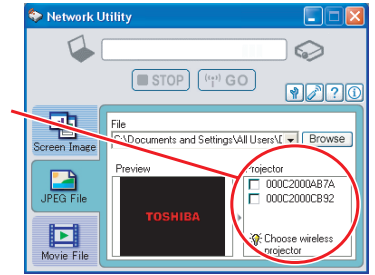 Network Utility
STOP
GO
?
i
Screen Image
JPEG File
Movie File
File
C:\Documents and Settings\All Users\D
Browse
Preview
TOSHIBA
Projector
000C2000AB7A
000C2000CB92
Choose wireless
projector